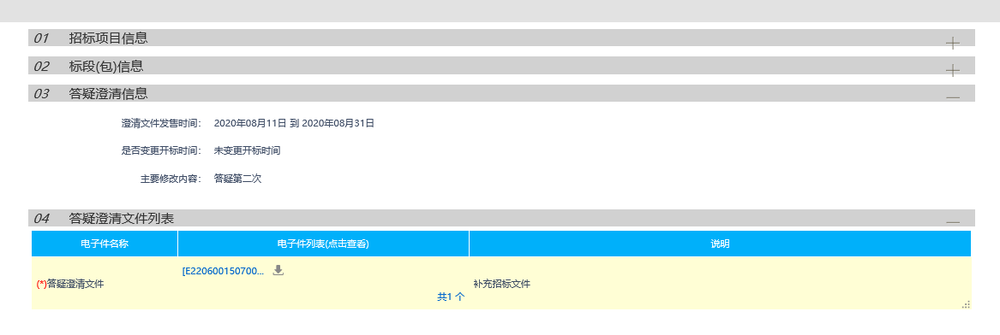 01 招标项目信息
02 标段(包)信息
03 答疑澄清信息
澄清文件发售时间： 2020年08月11日 到 2020年08月31日
是否变更开标时间： 未变更开标时间
主要修改内容： 答疑第二次
04 答疑澄清文件列表
电子件名称 电子件列表(点击查看) 说明
[E220600150700...
(*)答疑澄清文件 补充招标文件
共1 个